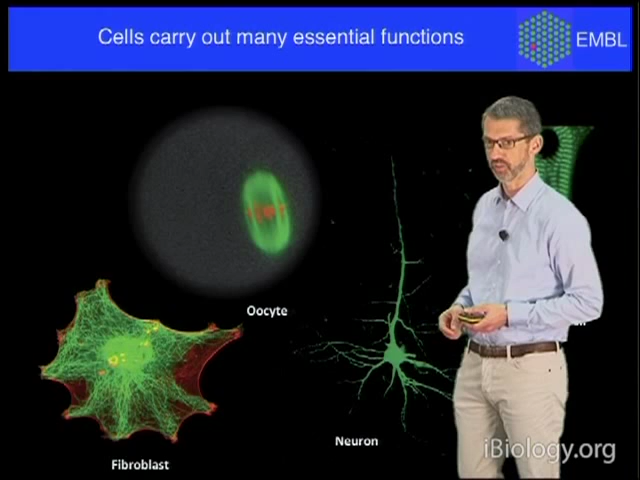 Cells carry out many essential functions
EMBL
Oocyte
Neuron
Fibroblast
iBiology.org